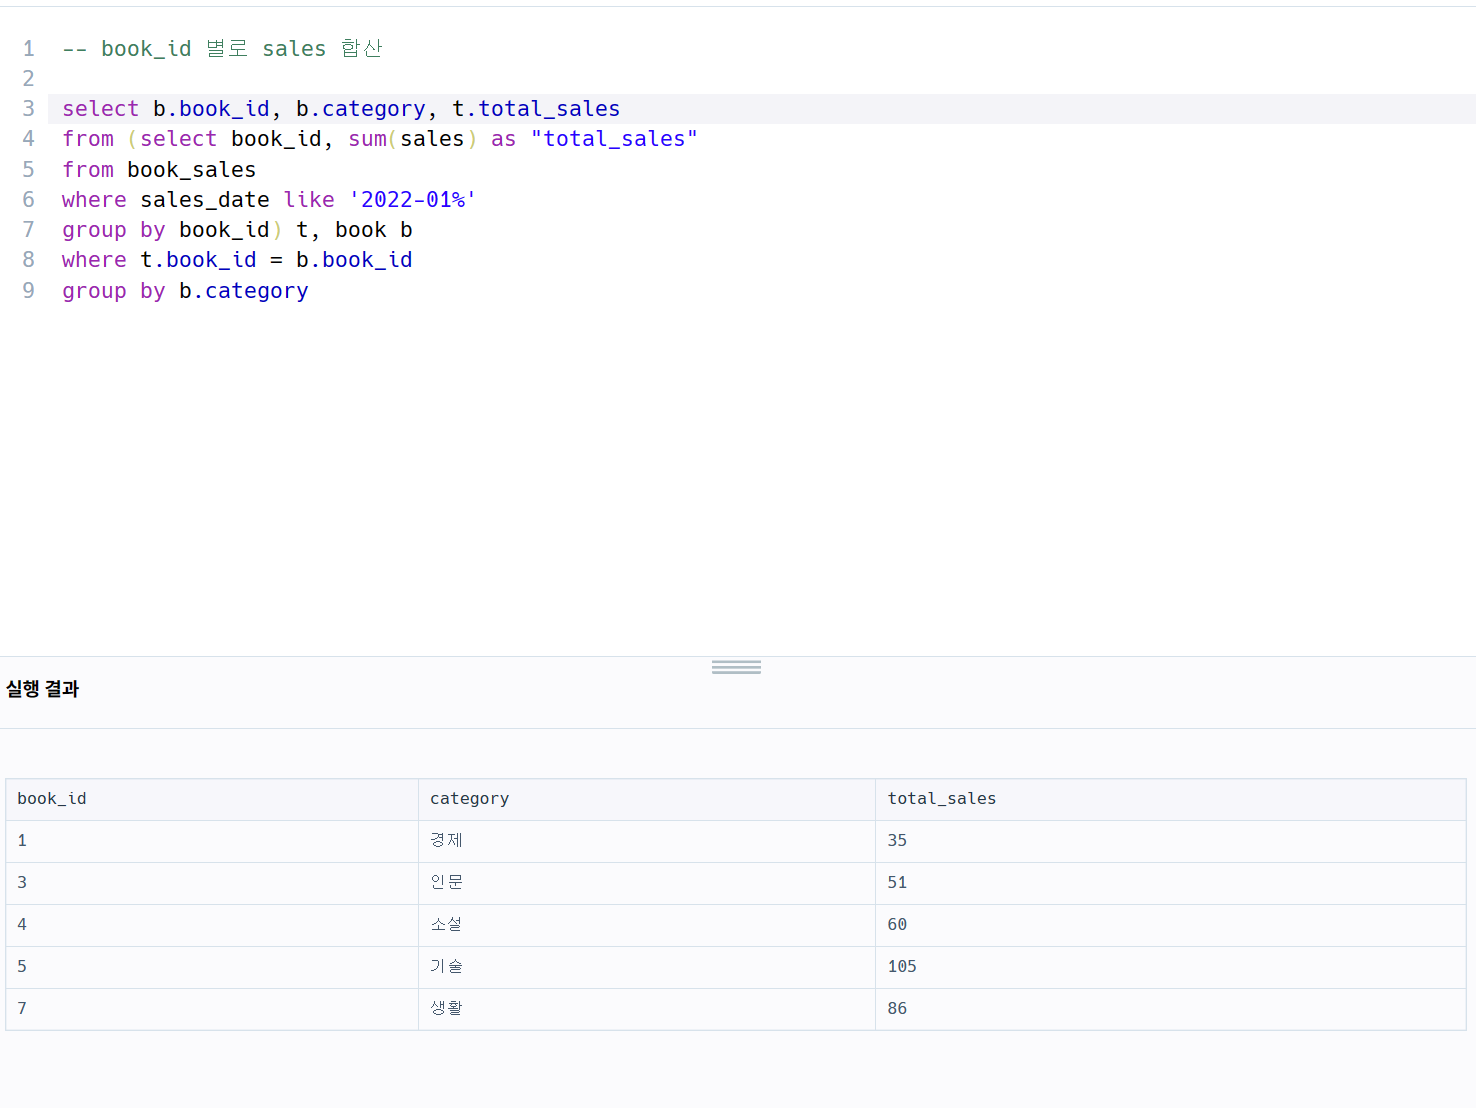 1 -- book_id 별로 sales 합산
2
3 select b.book_id, b.category, t.total_sales
4 from (select book_id, sum(sales) as "total_sales"
5 from book_sales
6 where sales_date like '2022-01%'
7 group by book_id) t, book b
8 where t.book_id = b.book_id
9 group by b.category
실행 결과
book_id category total_sales
1 경제 35
3 인문 51
4 소설 60
5 기술 105
7 생활 86